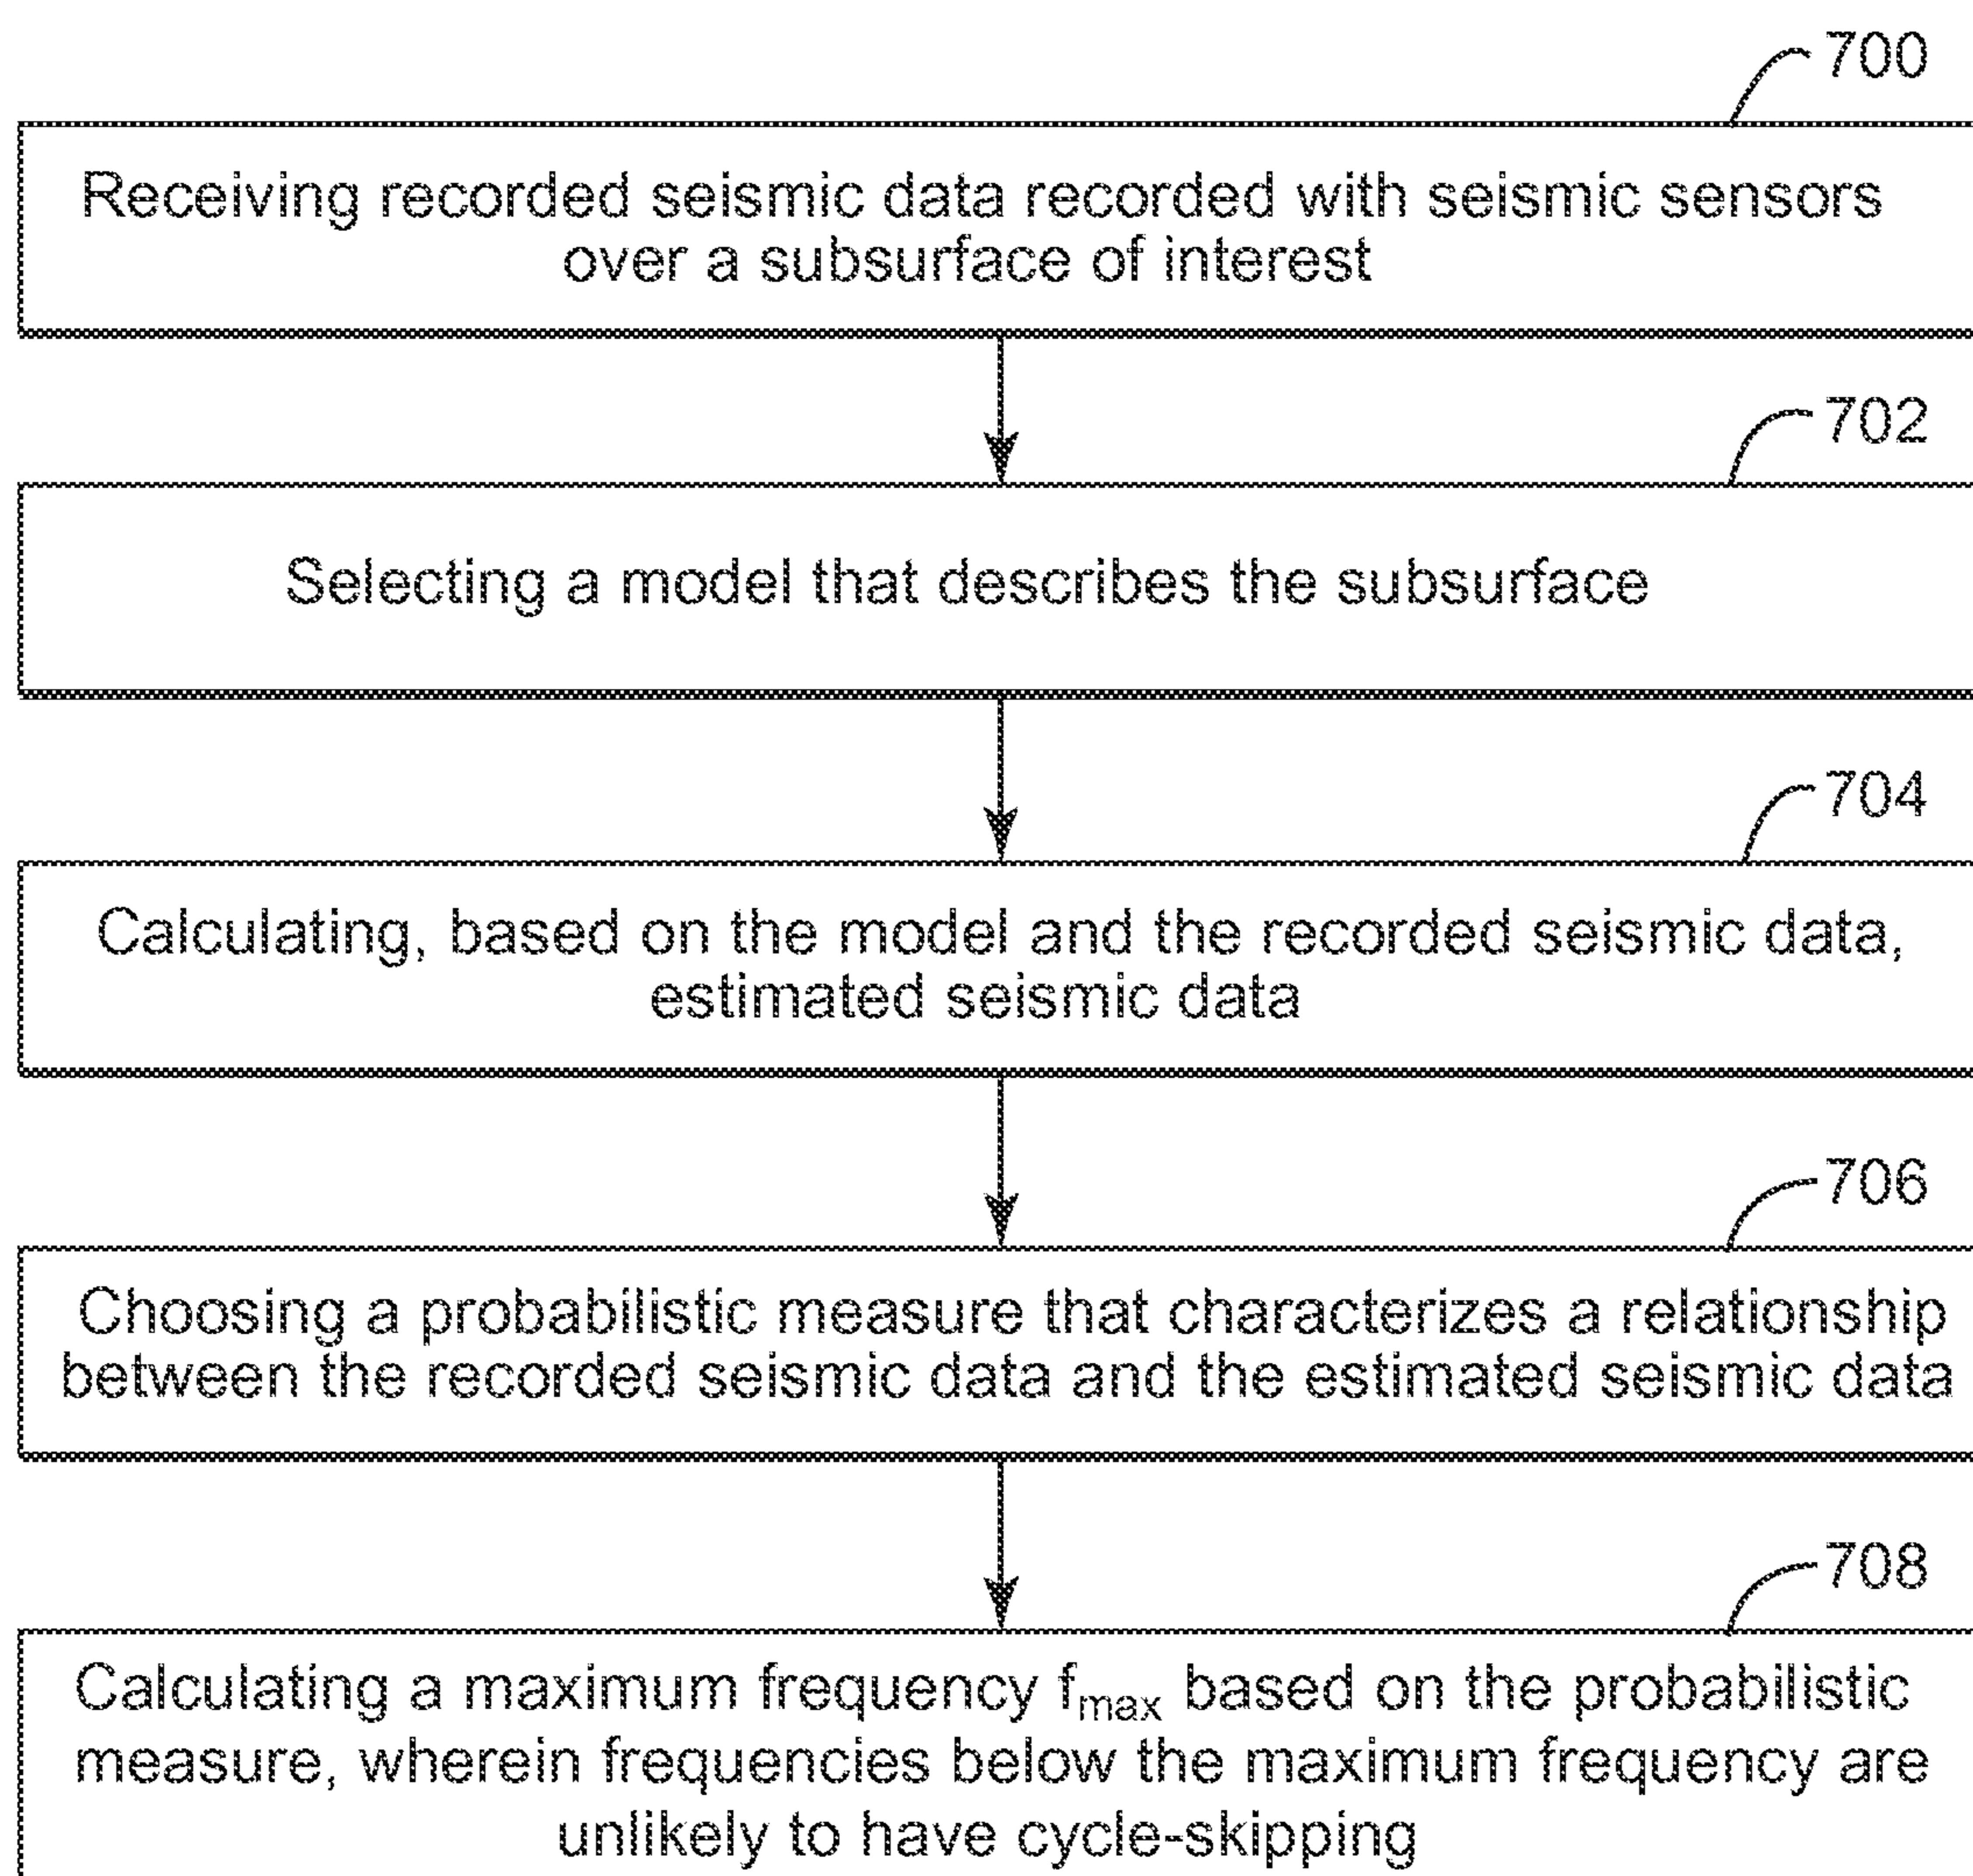 700
Receiving recorded seismic data recorded with seismic sensors
over a subsurface of interest
702
Selecting a model that describes the subsurface
704
Calculating, based on the model and the recorded seismic data,
estimated seismic data
706
Choosing a probabilistic measure that characterizes a relationship
between the recorded seismic data and the estimated seismic data
708
Calculating a maximum frequency fmax based on the probabilistic
measure, wherein frequencies below the maximum frequency are
unlikely to have cycle-skipping